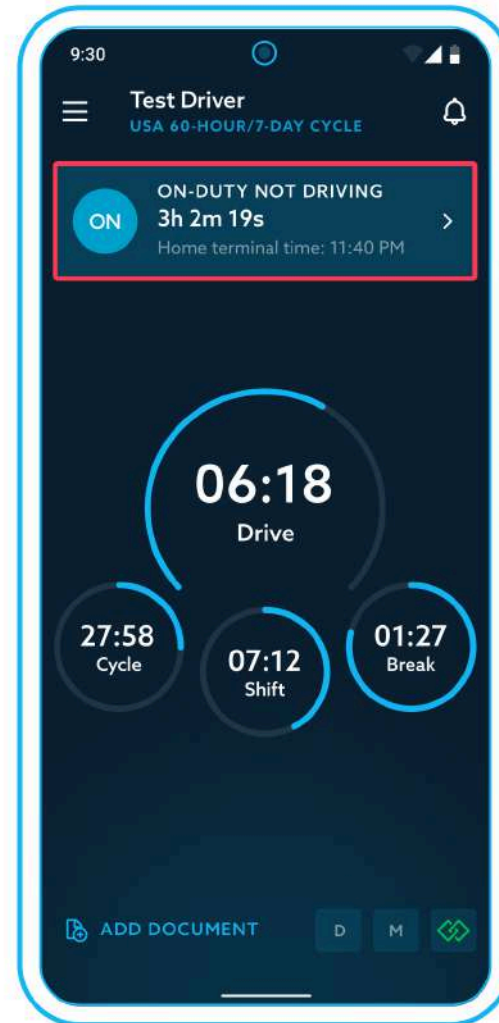 9:30
Test Driver
USA 60-HOUR/7-DAY CYCLE
ON
ON-DUTY NOT DRIVING
3h 2m 19s
Home terminal time: 11:40 PM
06:18
Drive
27:58
Cycle
07:12
Shift
01:27
Break
ADD DOCUMENT
D
M